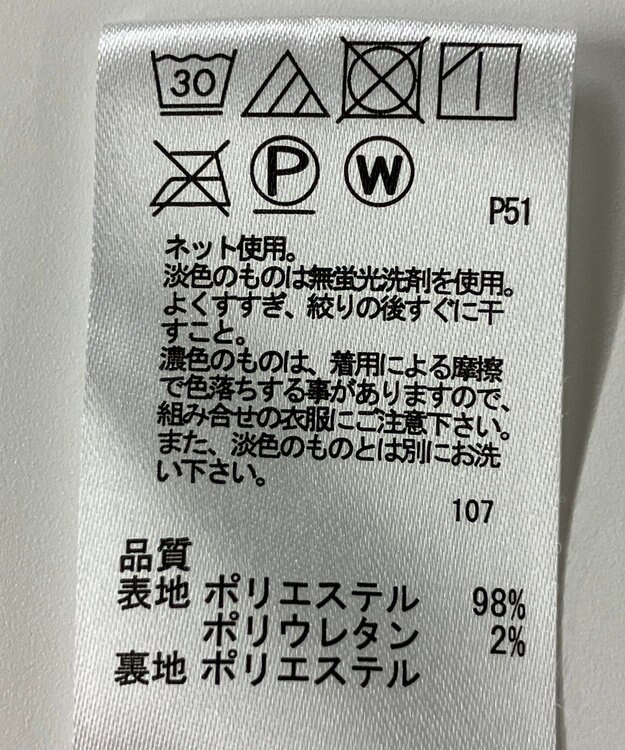 30
P W
P51
ネット使用。
淡色のものは無蛍光洗剤を使用。
よくすすぎ、絞りの後すぐに干
すこと。
濃色のものは、着用による摩擦
で色落ちする事がありますので、
組み合せの衣服にご注意下さい。
また、淡色のものとは別にお洗
い下さい。
107
品質
表地 ポリエステル 98%
ポリウレタン 2%
裏地 ポリエステル